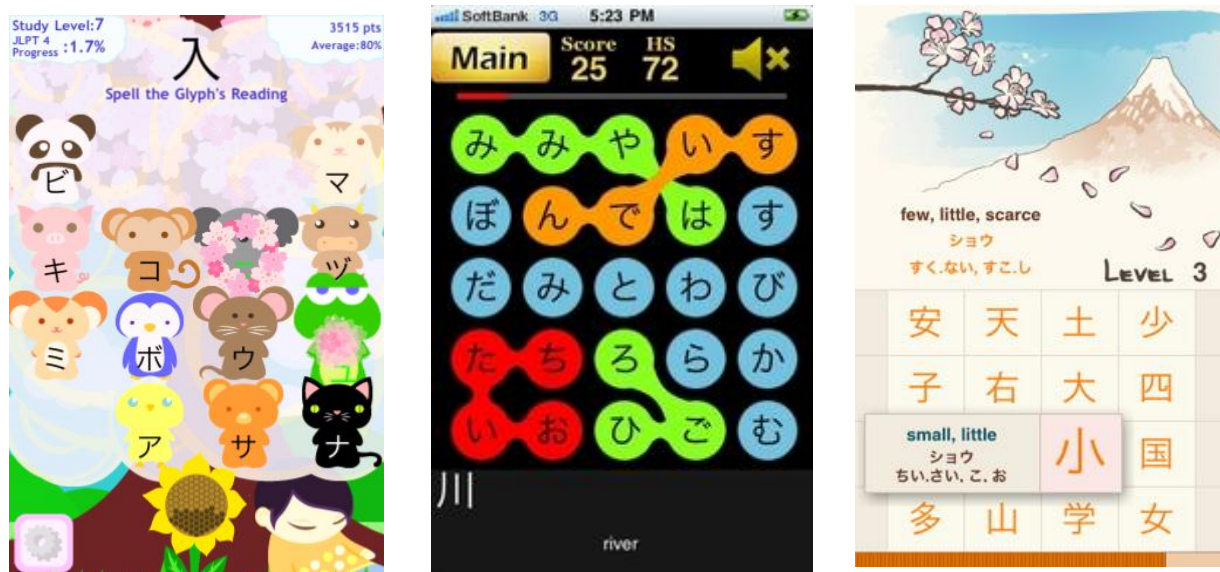 Study Level:7
JLPT 4
Progress :1.7%
3515 pts
Average:80%
入
Spell the Glyph's Reading
ビ
マ
キ
コ
ヅ
ミ
ボ
ウ
ユ
ア
サ
ナ
SoftBank 3G 5:23 PM
Main
Score
25
HS
72
み み や い す
ぼ ん で は す
だ み と わ び
た ち ろ ら か
い お ひ ご む
川
river
few, little, scarce
ショウ
すく.ない, すこ.し
LEVEL 3
安 天 土 少
子 右 大 四
small, little
ショウ
ちい.さい, こ, お
小 国
多 山 学 女